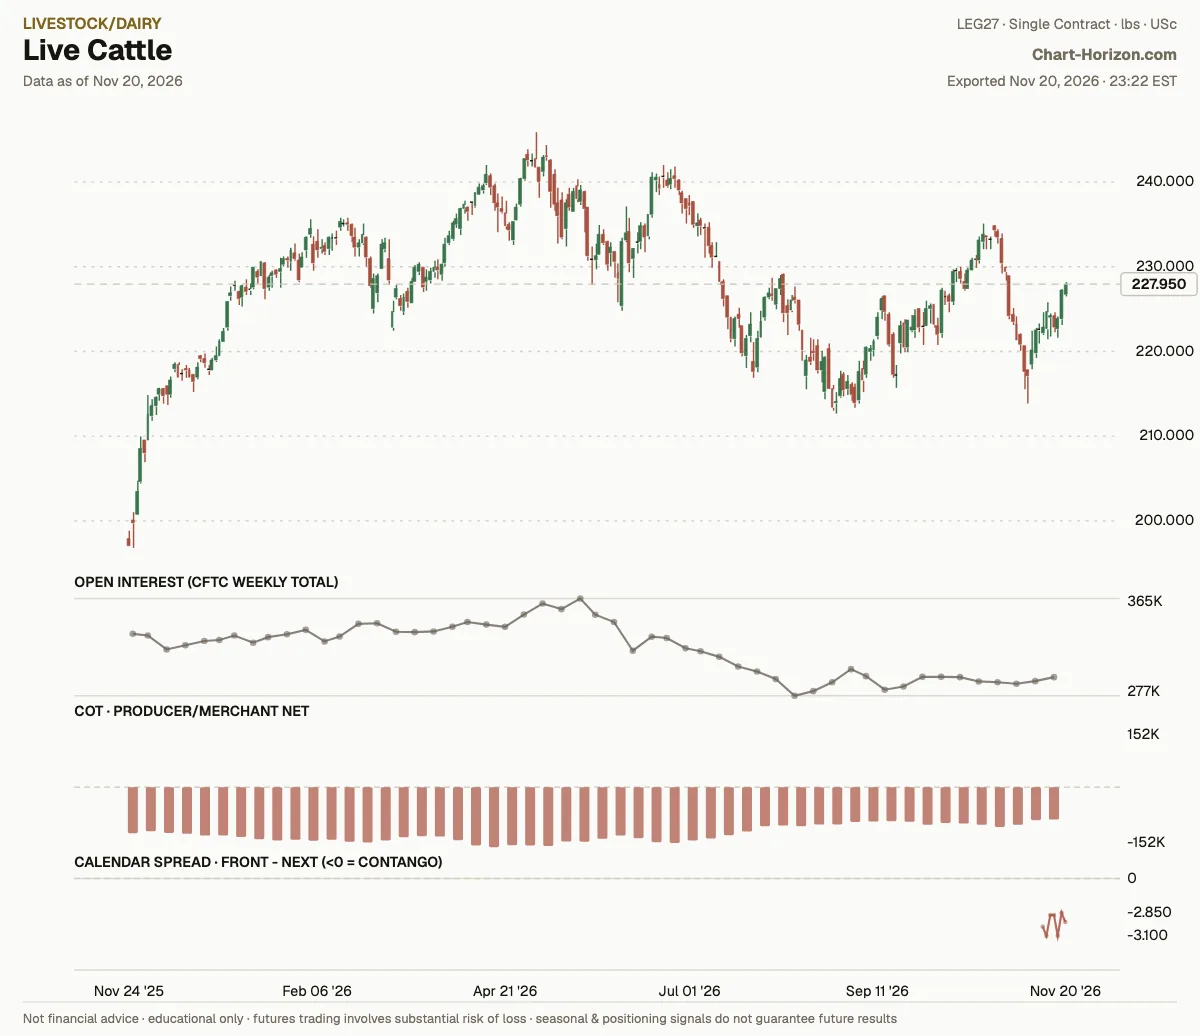 LIVESTOCK/DAIRY
Live Cattle
Data as of Nov 20, 2026
LEG27 · Single Contract · lbs · USc
Chart-Horizon.com
Exported Nov 20, 2026 · 23:22 EST
240.000
230.000
227.950
220.000
210.000
200.000
OPEN INTEREST (CFTC WEEKLY TOTAL)
365K
277K
COT · PRODUCER/MERCHANT NET
152K
-152K
CALENDAR SPREAD · FRONT - NEXT (<0 = CONTANGO)
0
-2.850
-3.100
Nov 24 '25
Feb 06 '26
Apr 21 '26
Jul 01 '26
Sep 11 '26
Nov 20 '26
Not financial advice · educational only · futures trading involves substantial risk of loss · seasonal & positioning signals do not guarantee future results